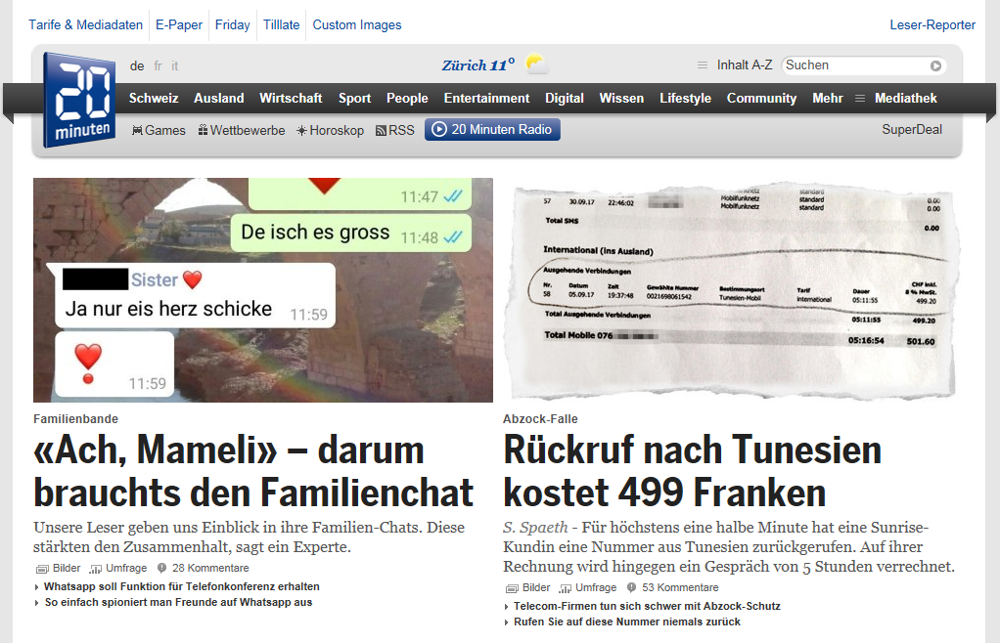 Tarife & Mediadaten E-Paper Friday Tilllate Custom Images Leser-Reporter
20 minuten
de fr it Zürich 11° Inhalt A-Z Suchen
Schweiz Ausland Wirtschaft Sport People Entertainment Digital Wissen Lifestyle Community Mehr Mediathek
Games Wettbewerbe Horoskop RSS 20 Minuten Radio SuperDeal
11:47
De isch es gross 11:48
Sister
Ja nur eis herz schicke 11:59
11:59
Familienbande
«Ach, Mameli» – darum
brauchts den Familienchat
Unsere Leser geben uns Einblick in ihre Familien-Chats. Diese
stärkten den Zusammenhalt, sagt ein Experte.
Bilder Umfrage 28 Kommentare
Whatsapp soll Funktion für Telefonkonferenz erhalten
So einfach spioniert man Freunde auf Whatsapp aus
Mobilfunknetz standard 0.00
57 30.09.17 22:46:02 Mobilfunknetz standard 0.00
Total SMS 0.00
International (ins Ausland)
Ausgehende Verbindungen
Nr. Datum Zeit Gewählte Nummer Bestimmungsort Tarif Dauer CHF inkl. 8 % MwSt.
58 05.09.17 19:37:48 0021698061542 Tunesien-Mobil International 05:11:55 499.20
Total Ausgehende Verbindungen 05:11:55 499.20
Total Mobile 076 05:16:54 501.60
Abzock-Falle
Rückruf nach Tunesien
kostet 499 Franken
S. Spaeth - Für höchstens eine halbe Minute hat eine Sunrise-
Kundin eine Nummer aus Tunesien zurückgerufen. Auf ihrer
Rechnung wird hingegen ein Gespräch von 5 Stunden verrechnet.
Bilder Umfrage 53 Kommentare
Telecom-Firmen tun sich schwer mit Abzock-Schutz
Rufen Sie auf diese Nummer niemals zurück